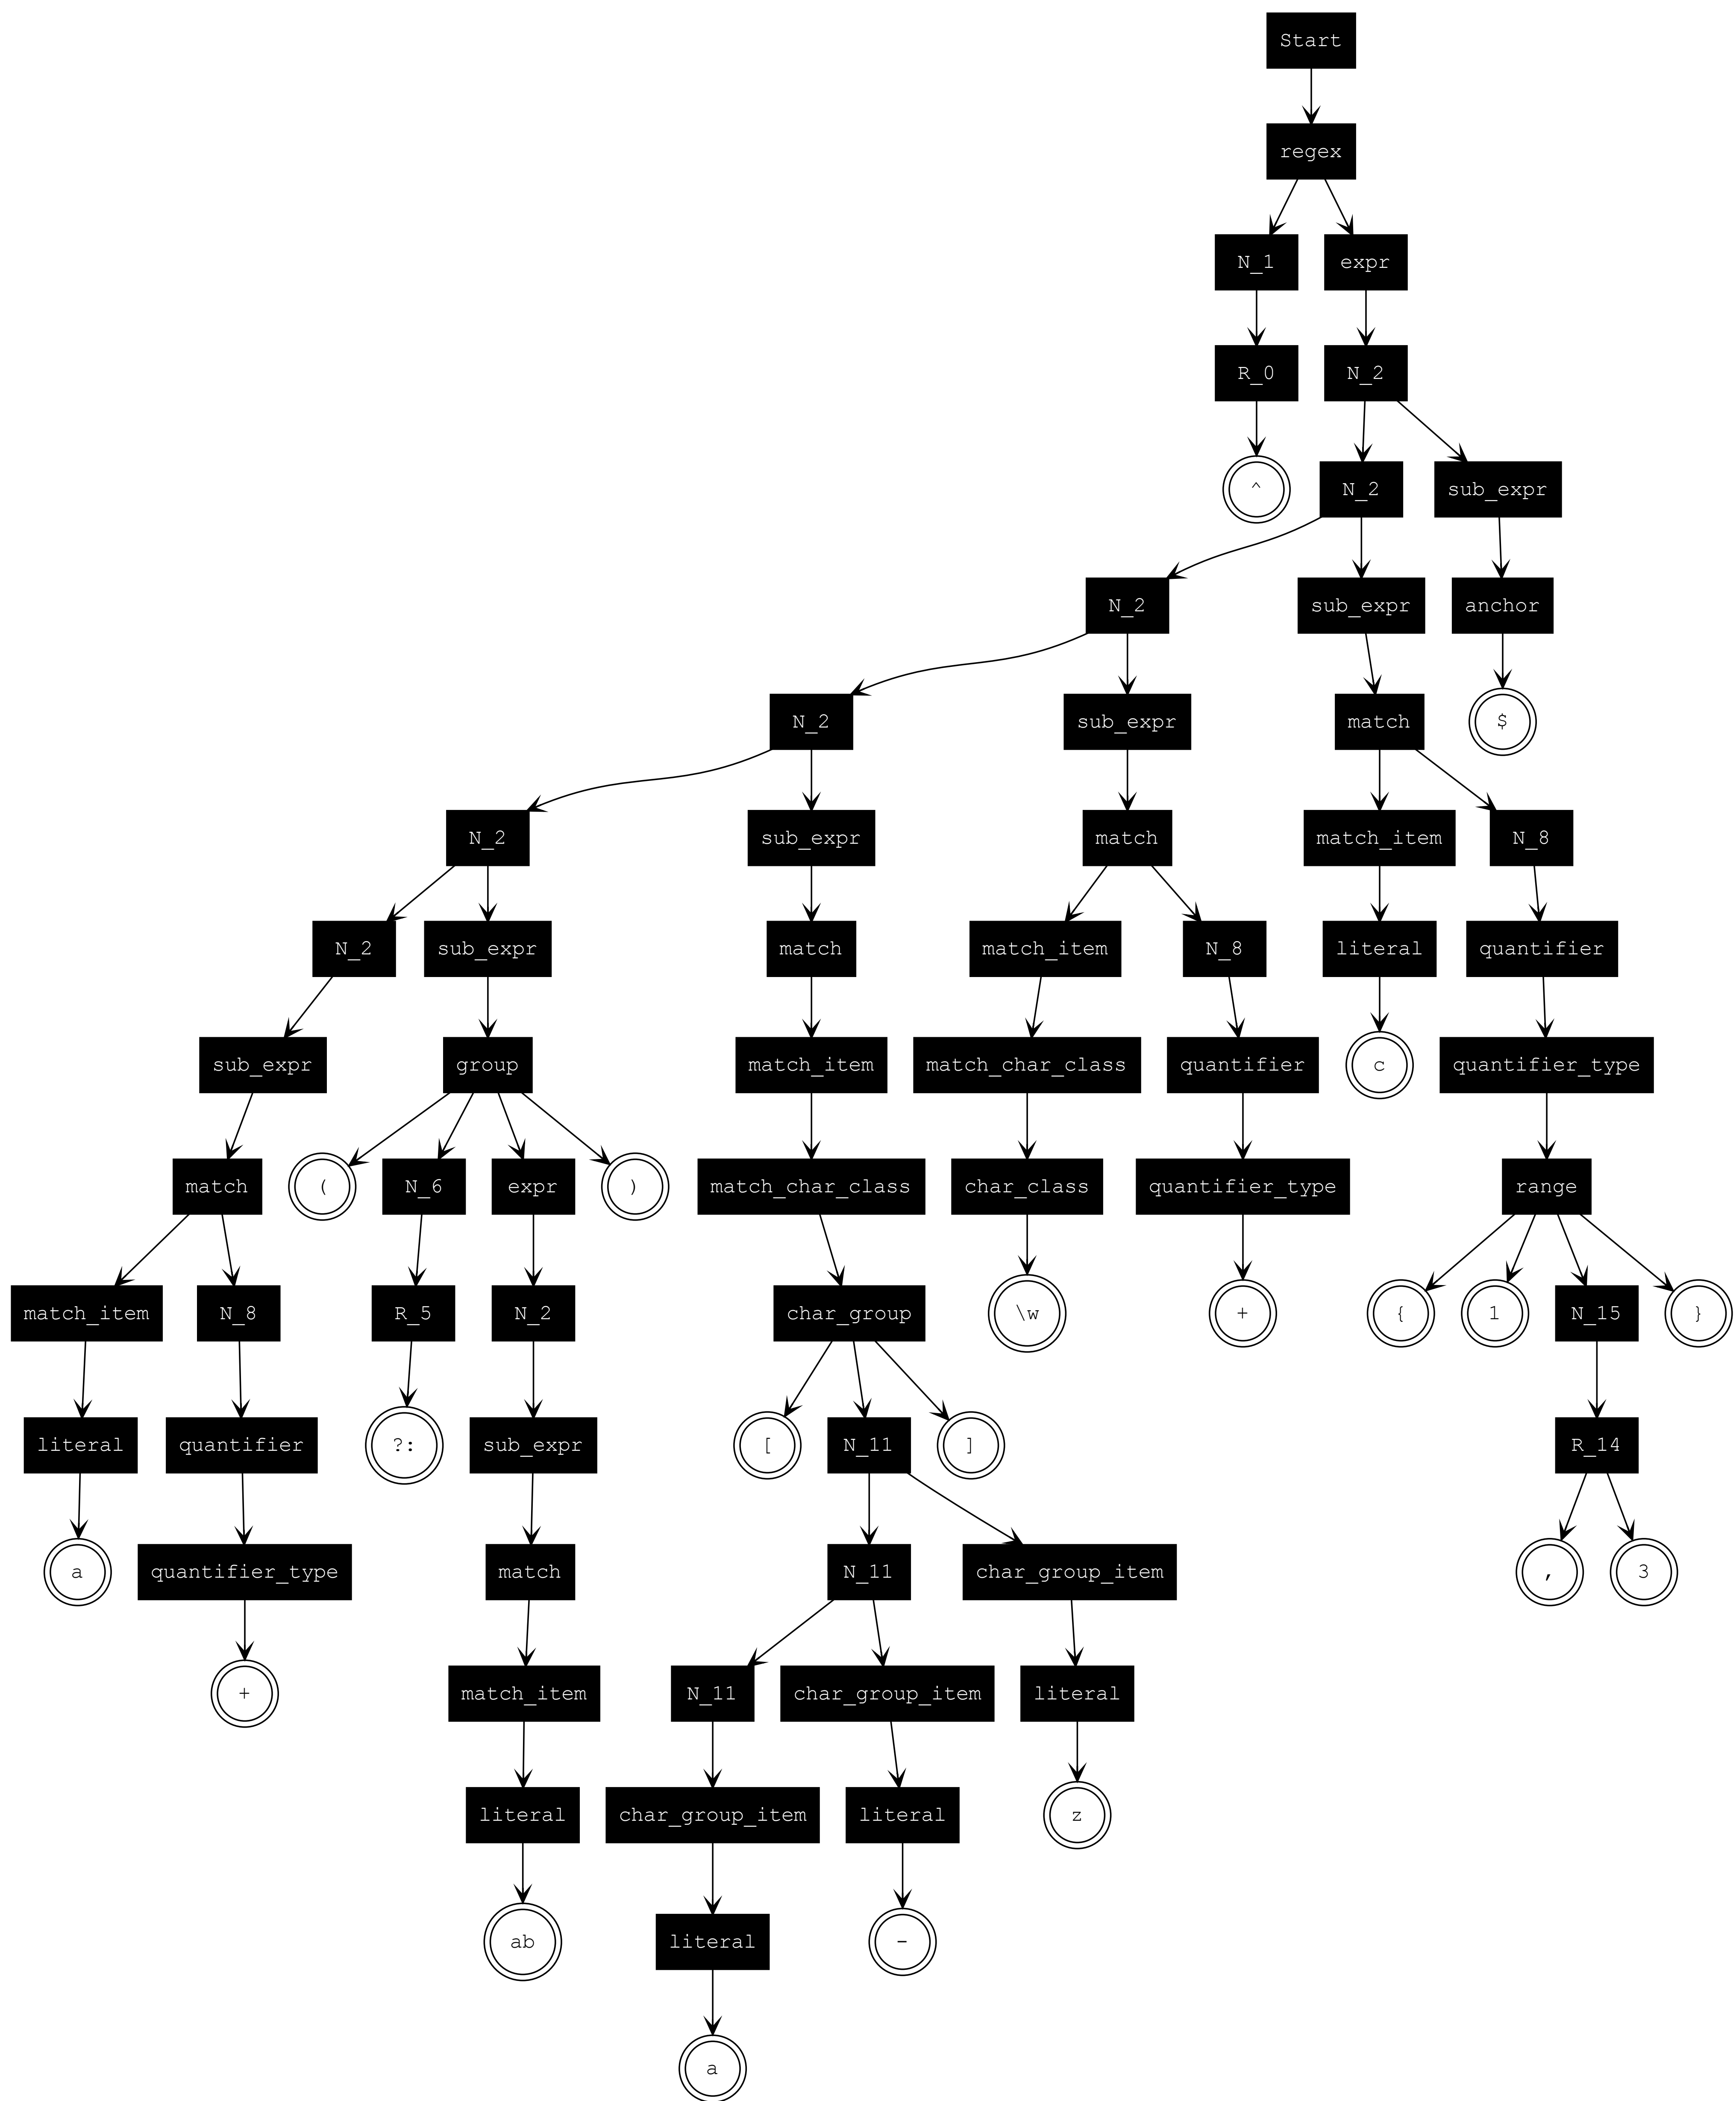 Start
regex
N_1 expr
R_0 N_2
^ N_2 sub_expr
N_2 sub_expr anchor
N_2 sub_expr match $
N_2 sub_expr match match_item N_8
N_2 sub_expr match match_item N_8 literal quantifier
sub_expr group match_item match_char_class quantifier c quantifier_type
match ( N_6 expr ) match_char_class char_class quantifier_type range
match_item N_8 R_5 N_2 char_group \w + { 1 N_15 }
literal quantifier ?: sub_expr [ N_11 ] R_14
a quantifier_type match N_11 char_group_item , 3
+ match_item N_11 char_group_item literal
literal char_group_item literal z
ab literal -
a